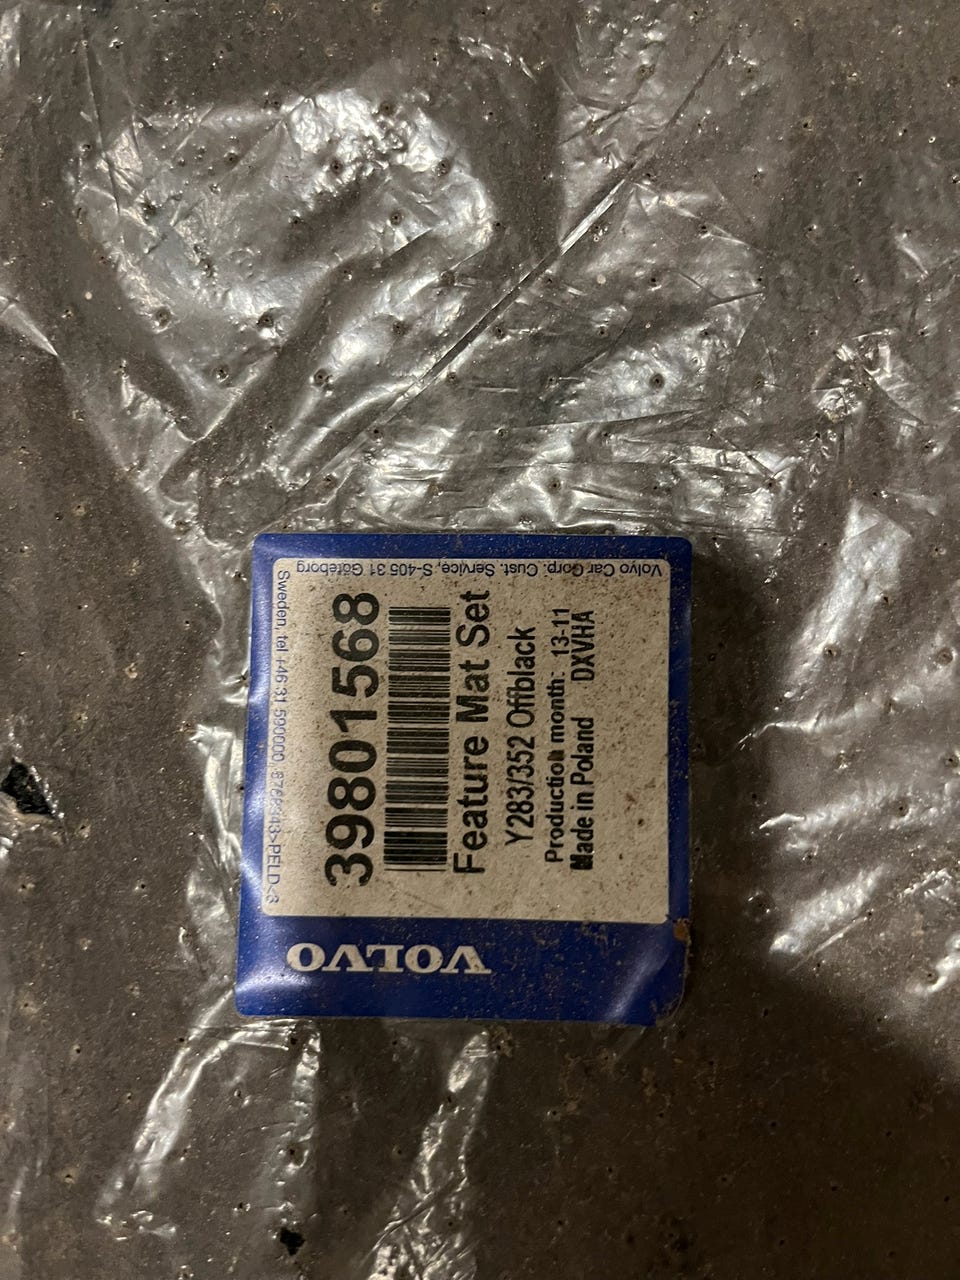 Volvo Car Corp. Cust. Service, S-405 31 Göteborg
Sweden, tel +46 31 590000,
39801568
Feature Mat Set
Y283/352 Offblack
Production month: 13-11
Made in Poland DXVHA
VOLVO